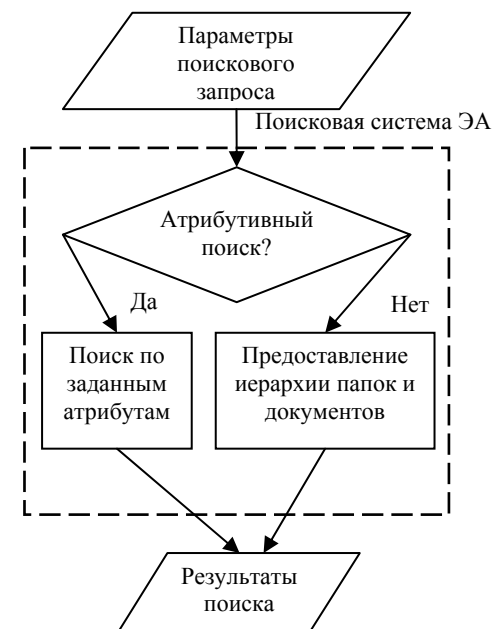 Параметры
поискового
запроса
Поисковая система ЭА
Атрибутивный
поиск?
Да
Нет
Поиск по
заданным
атрибутам
Предоставление
иерархии папок и
документов
Результаты
поиска